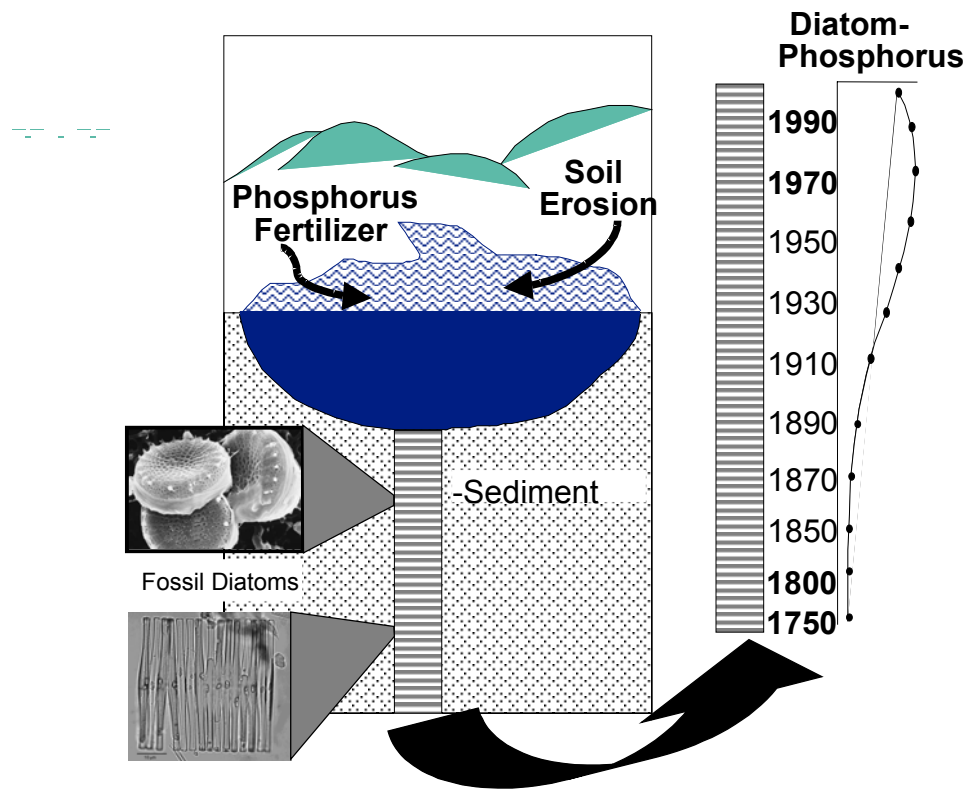 Diatom-
Phosphorus
Phosphorus
Fertilizer
Soil
Erosion
-Sediment
Fossil Diatoms
1990
1970
1950
1930
1910
1890
1870
1850
1800
1750